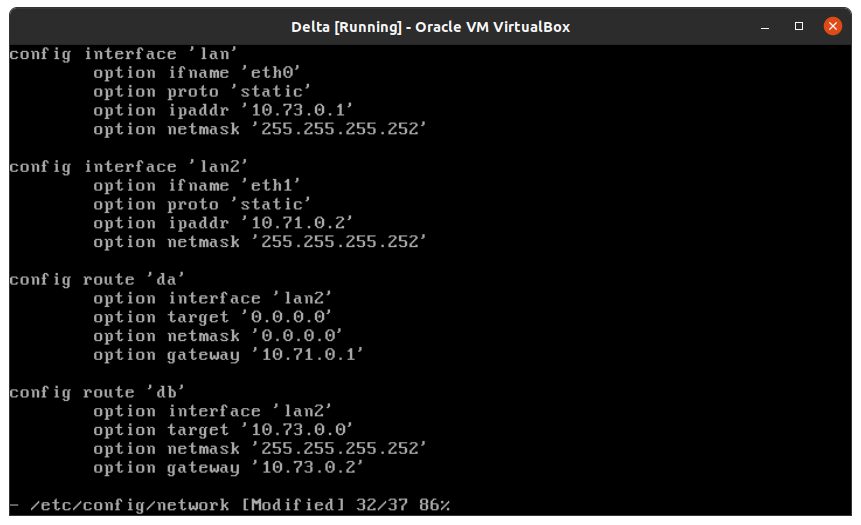 Delta [Running] - Oracle VM VirtualBox
config interface 'lan'
        option ifname 'eth0'
        option proto 'static'
        option ipaddr '10.73.0.1'
        option netmask '255.255.255.252'

config interface 'lan2'
        option ifname 'eth1'
        option proto 'static'
        option ipaddr '10.71.0.2'
        option netmask '255.255.255.252'

config route 'da'
        option interface 'lan2'
        option target '0.0.0.0'
        option netmask '0.0.0.0'
        option gateway '10.71.0.1'

config route 'db'
        option interface 'lan2'
        option target '10.73.0.0'
        option netmask '255.255.255.252'
        option gateway '10.73.0.2'

- /etc/config/network [Modified] 32/37 86%